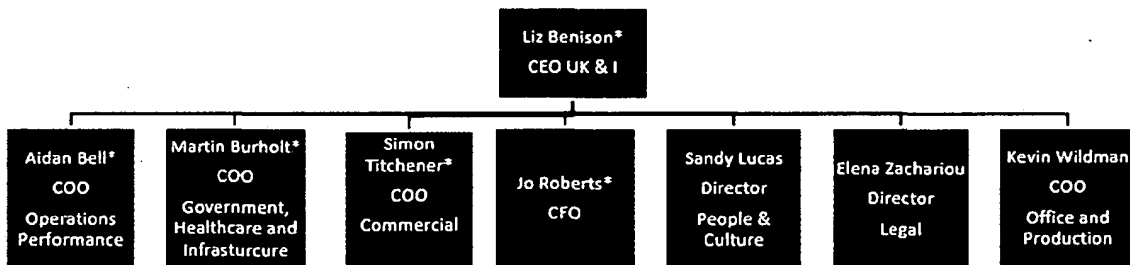 Liz Benison*
CEO UK & I
Aidan Bell*
COO
Operations
Performance
Martin Burholt*
COO
Government,
Healthcare and
Infrasturcure
Simon
Titchener*
COO
Commercial
Jo Roberts*
CFO
Sandy Lucas
Director
People &
Culture
Elena Zachariou
Director
Legal
Kevin Wildman
COO
Office and
Production